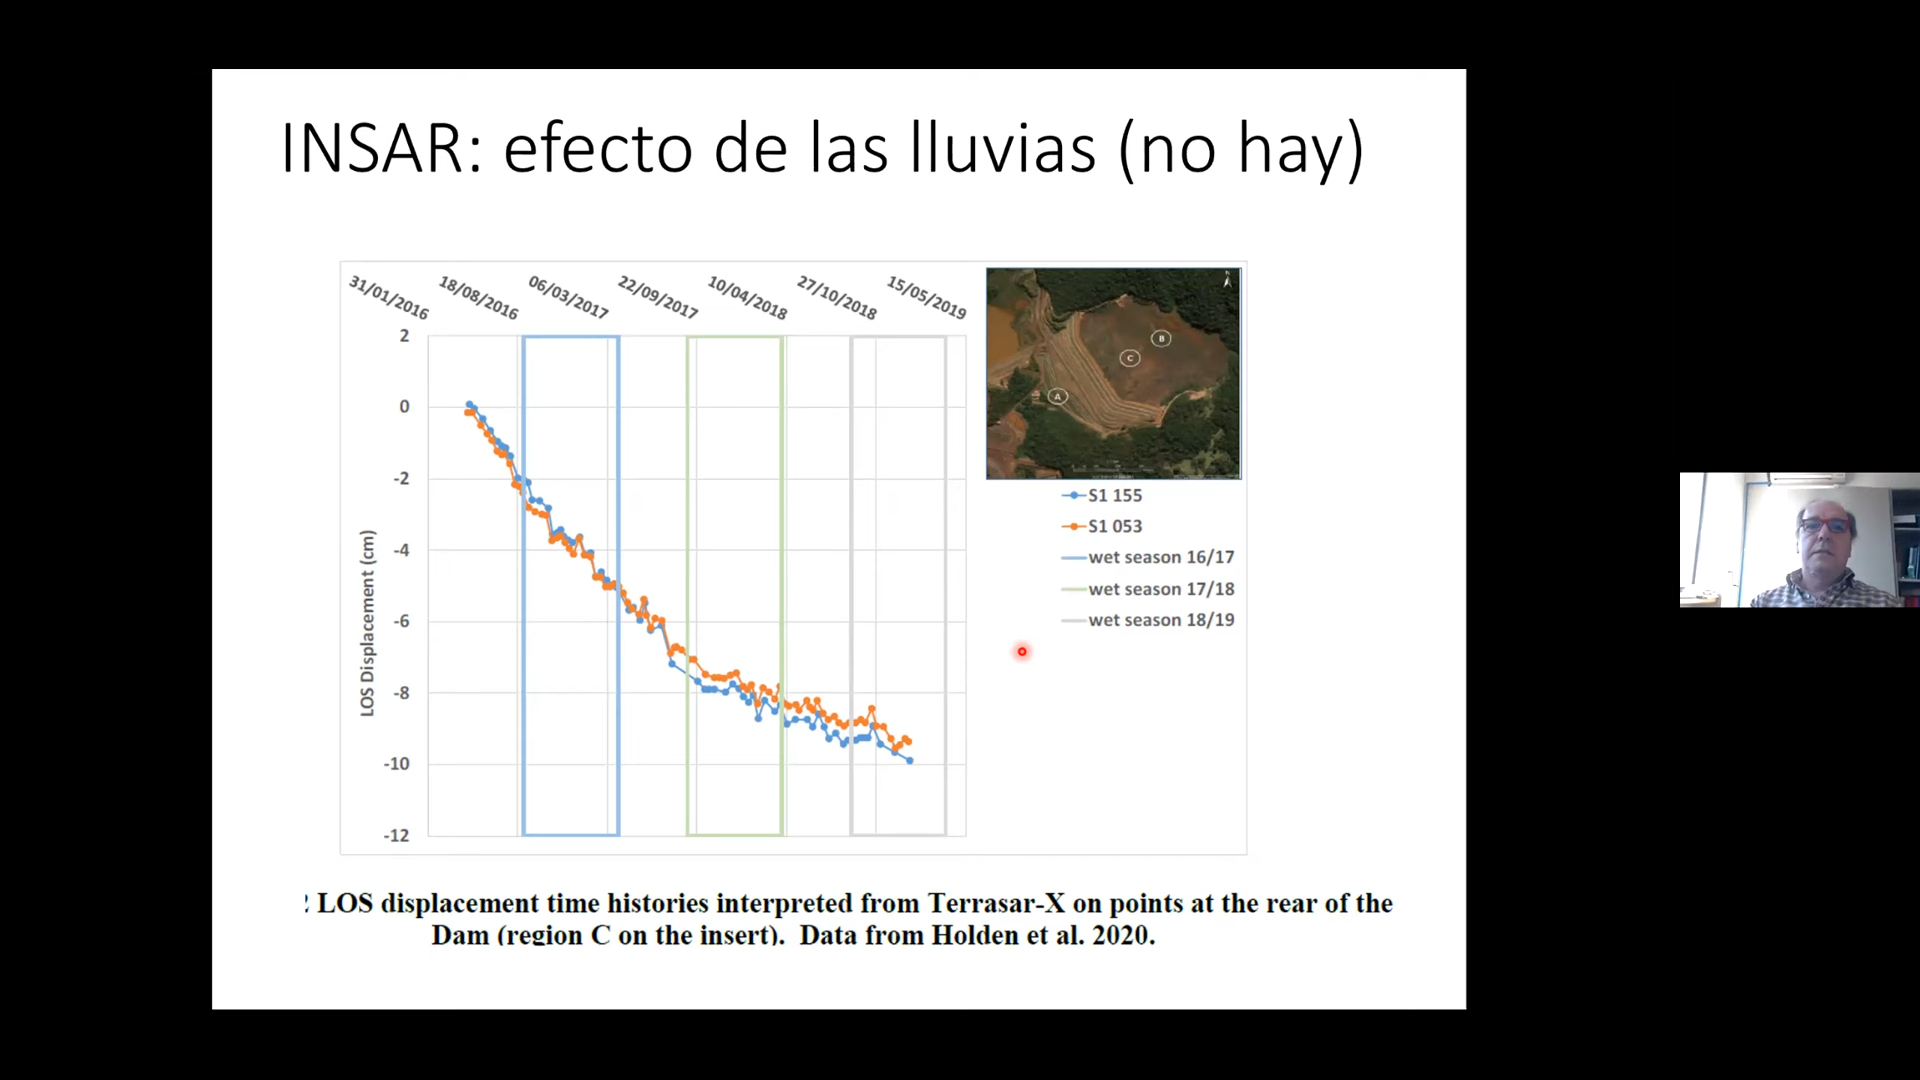 INSAR: efecto de las lluvias (no hay)
31/01/2016 18/08/2016 06/03/2017 22/09/2017 10/04/2018 27/10/2018 15/05/2019
2
0
-2
-4
-6
-8
-10
-12
LOS Displacement (cm)
B
C
A
S1 155
S1 053
wet season 16/17
wet season 17/18
wet season 18/19
LOS displacement time histories interpreted from Terrasar-X on points at the rear of the
Dam (region C on the insert). Data from Holden et al. 2020.